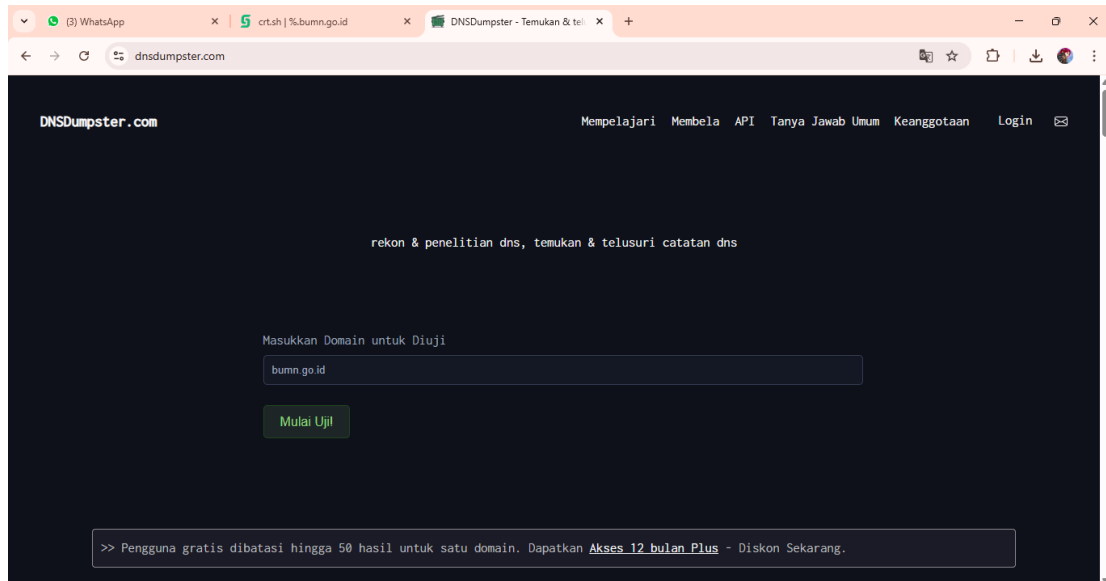 (3) WhatsApp
crt.sh | %.bumn.go.id
DNSDumpster - Temukan & tel
dnsdumpster.com
DNSDumpster.com
Mempelajari Membela API Tanya Jawab Umum Keanggotaan Login
rekon & penelitian dns, temukan & telusuri catatan dns
Masukkan Domain untuk Diuji
bumn.go.id
Mulai Uji!
>> Pengguna gratis dibatasi hingga 50 hasil untuk satu domain. Dapatkan Akses 12 bulan Plus - Diskon Sekarang.